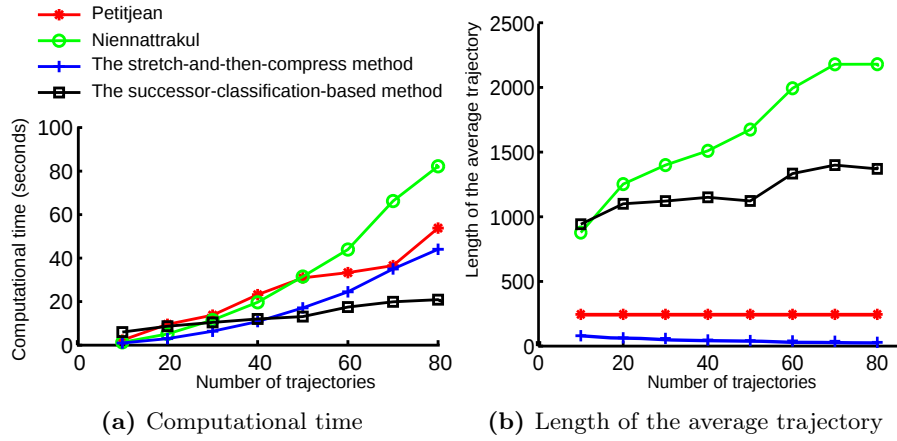 Petitjean
Niennattrakul
The stretch-and-then-compress method
The successor-classification-based method
Computational time (seconds)
100
80
60
40
20
0
0 20 40 60 80
Number of trajectories
(a) Computational time
Length of the average trajectory
2500
2000
1500
1000
500
0
0 20 40 60 80
Number of trajectories
(b) Length of the average trajectory